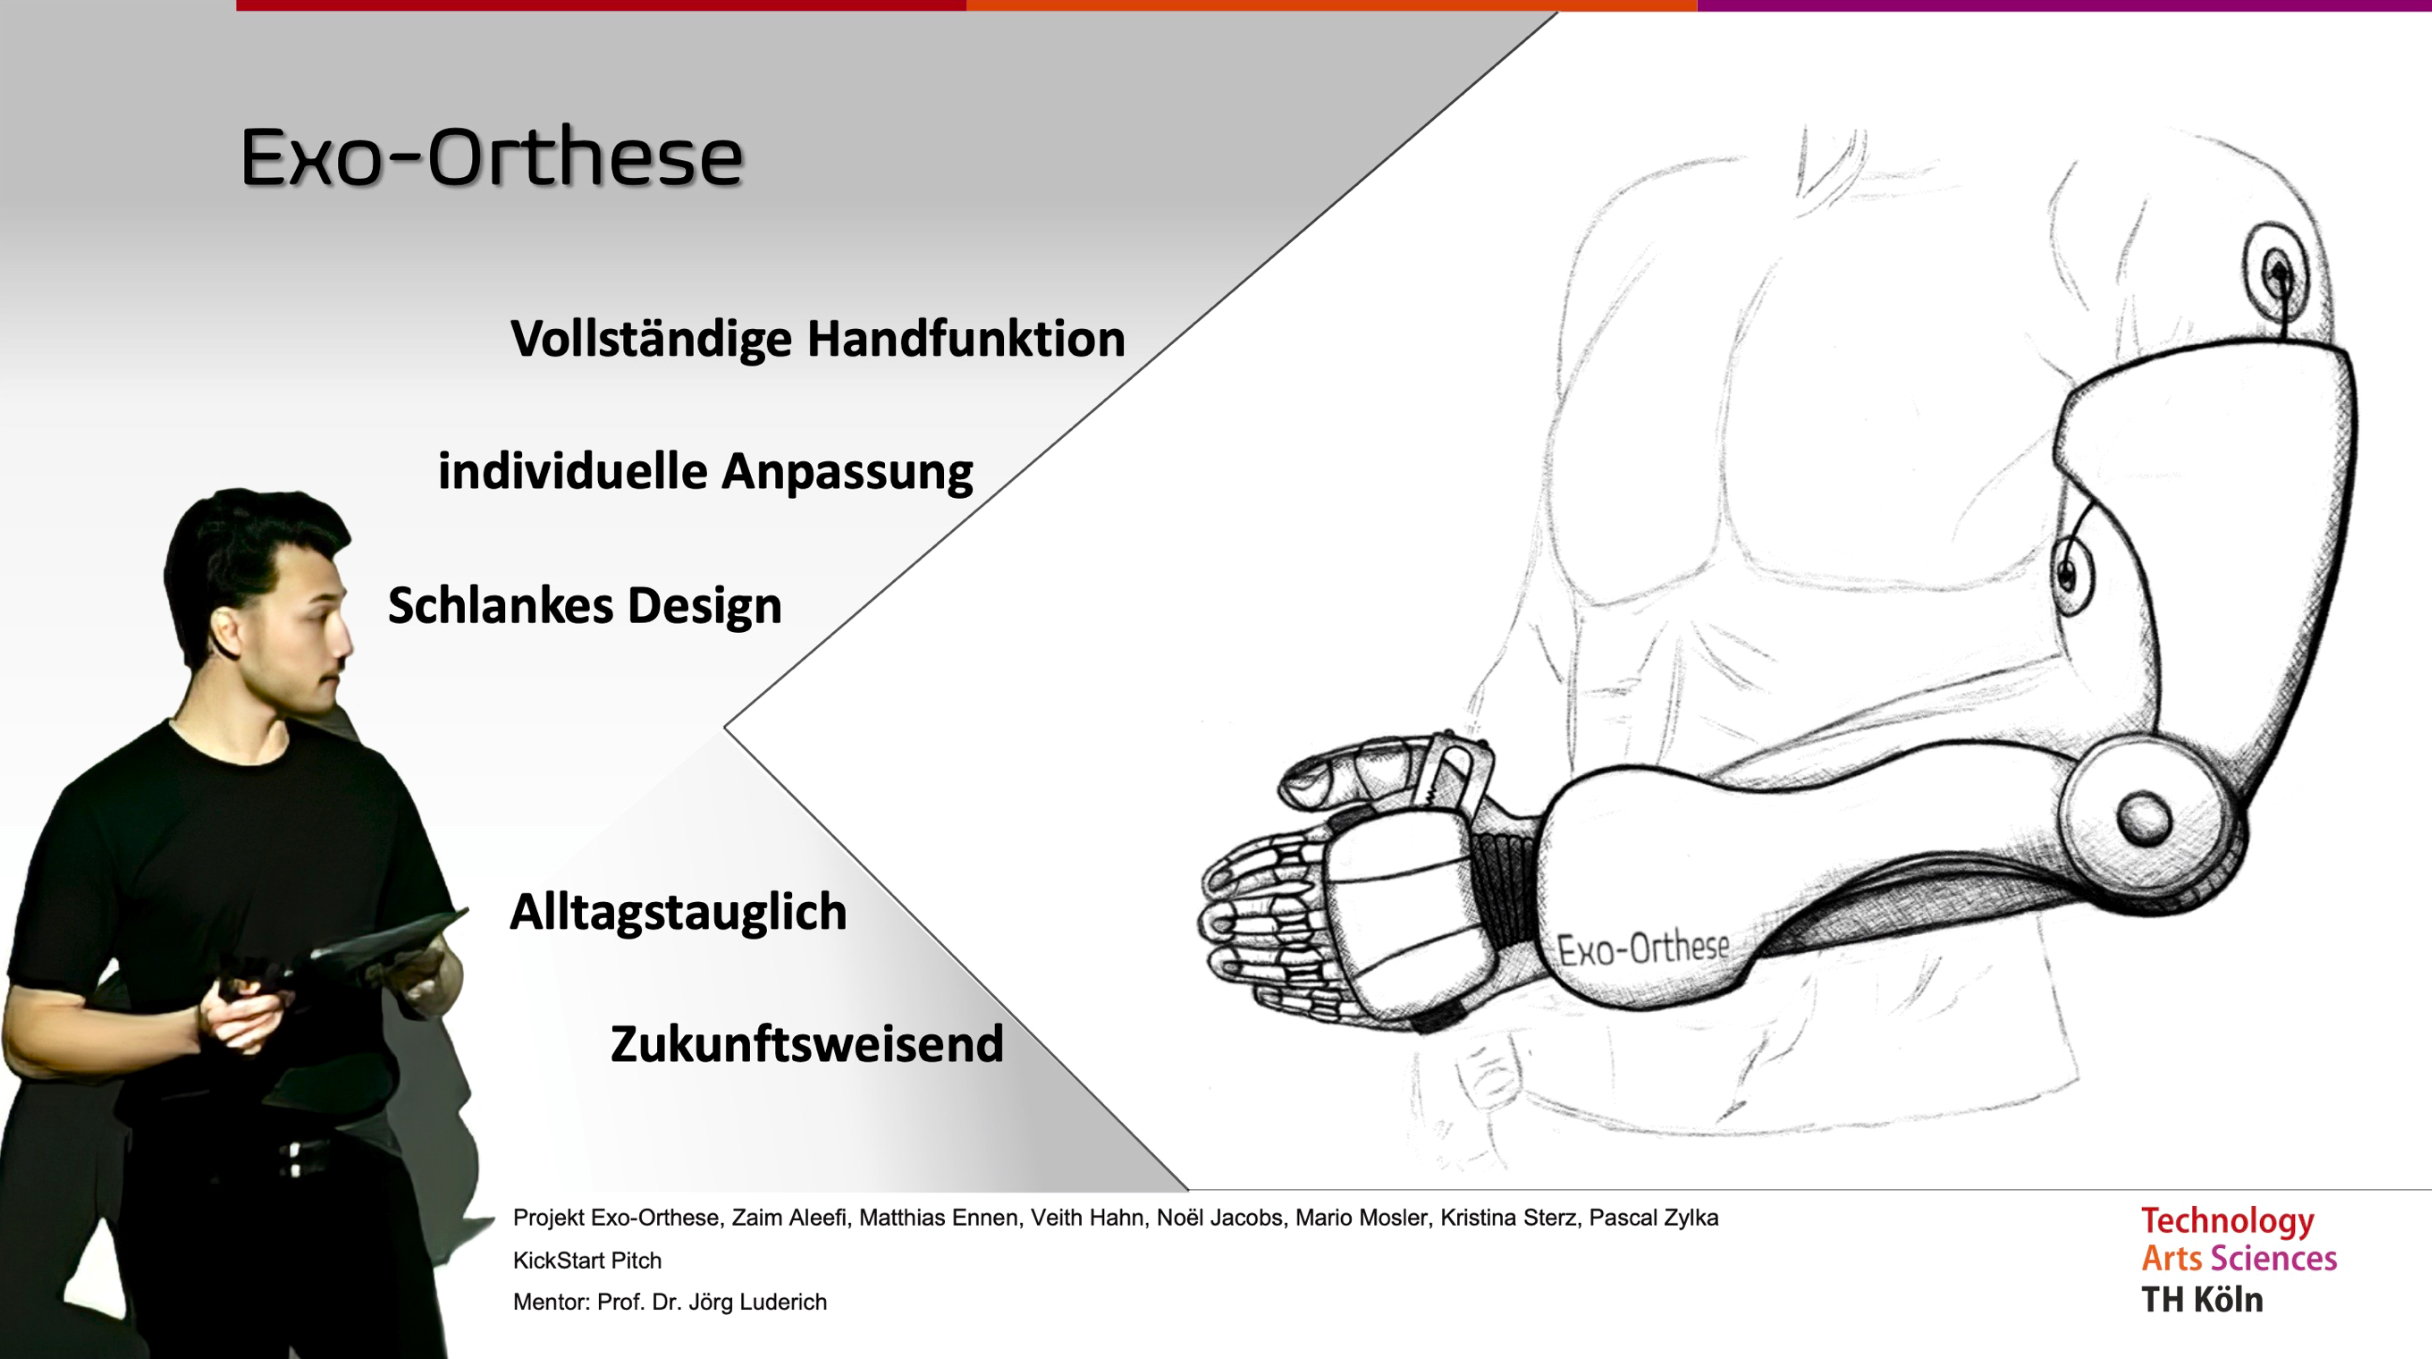 Exo-Orthese
Vollständige Handfunktion
individuelle Anpassung
Schlankes Design
Alltagstauglich
Zukunftsweisend
Exo-Orthese
Projekt Exo-Orthese, Zaim Aleefi, Matthias Ennen, Veith Hahn, Noël Jacobs, Mario Mosler, Kristina Sterz, Pascal Zylka
KickStart Pitch
Mentor: Prof. Dr. Jörg Luderich
Technology
Arts Sciences
TH Köln